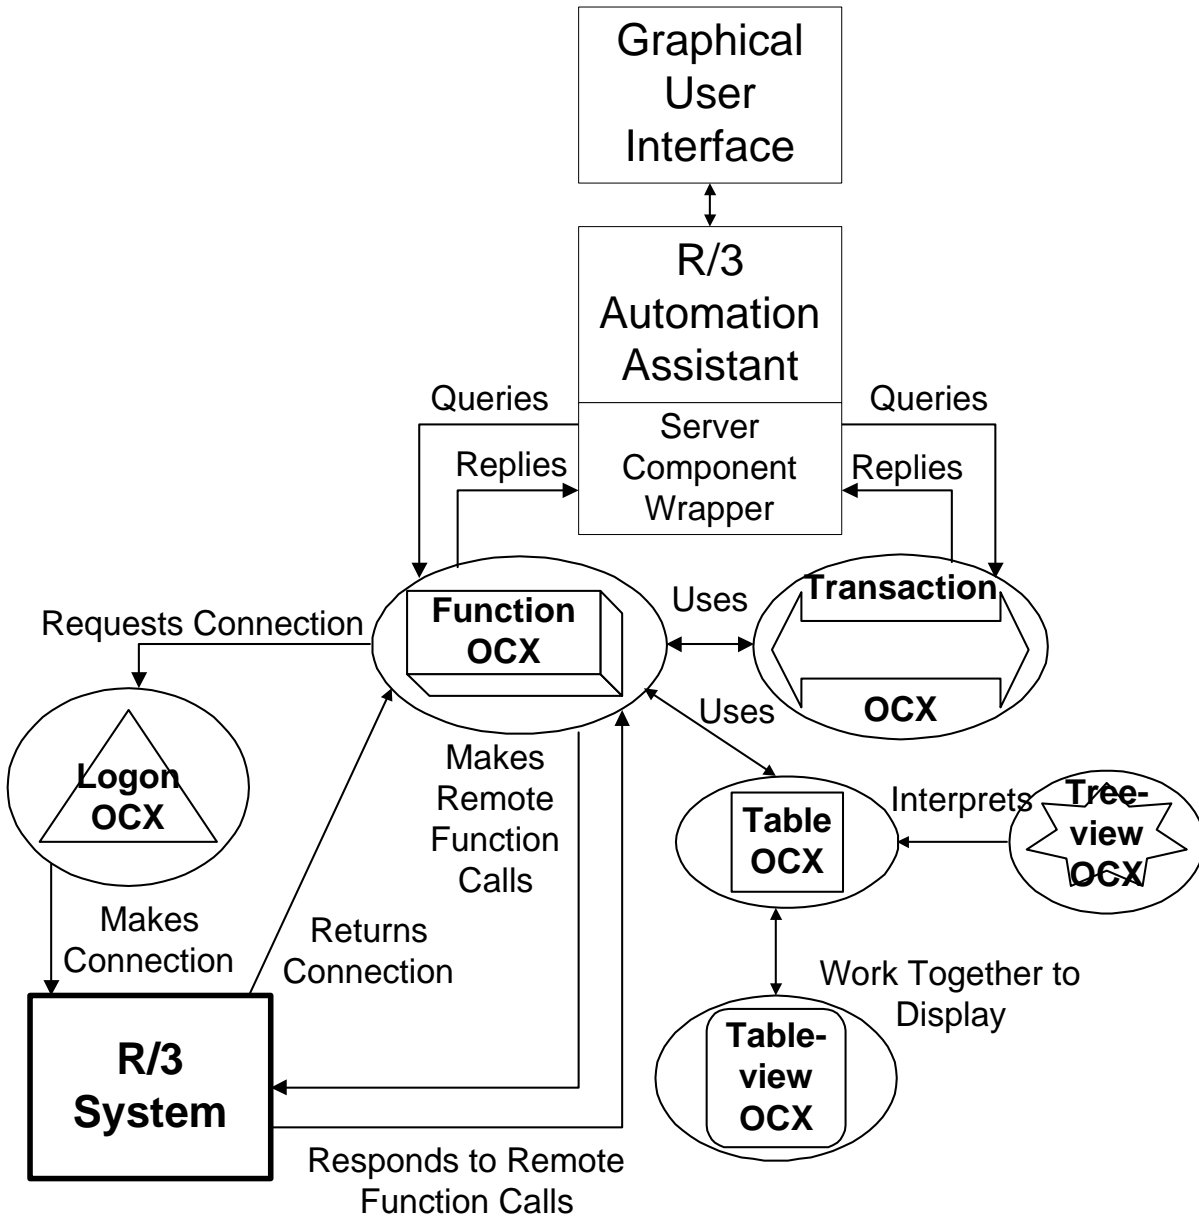 Graphical
User
Interface
R/3
Automation
Assistant
Queries
Queries
Server
Component
Wrapper
Replies
Replies
Requests Connection
Function
OCX
Uses
Transaction
OCX
Uses
Logon
OCX
Makes
Remote
Function
Calls
Table
OCX
Interprets
Tree-
view
OCX
Makes
Connection
Returns
Connection
Work Together to
Display
R/3
System
Table-
view
OCX
Responds to Remote
Function Calls